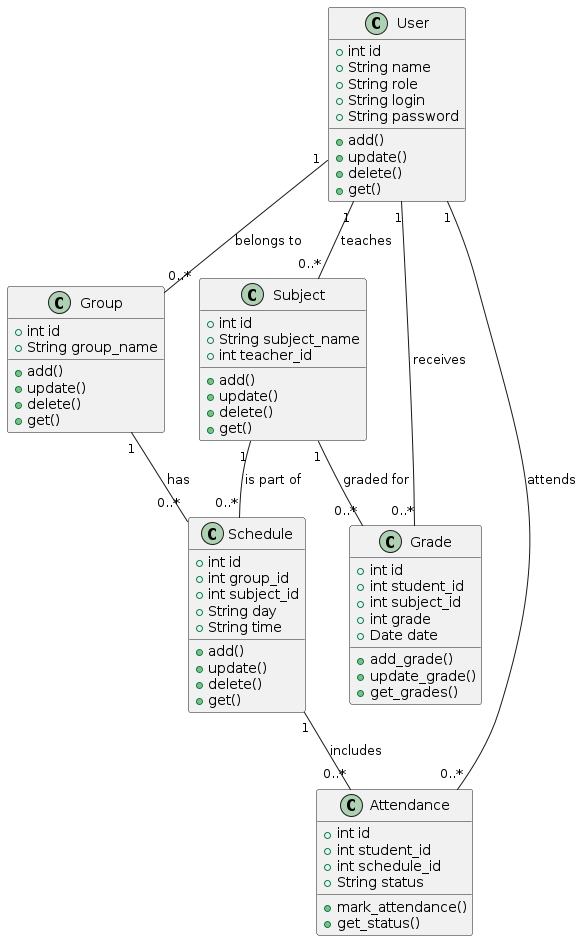 C User
int id
String name
String role
String login
String password
add()
update()
delete()
get()
1
1
1
1
belongs to
teaches
0..*
0..*
C Group
int id
String group_name
add()
update()
delete()
get()
C Subject
int id
String subject_name
int teacher_id
add()
update()
delete()
get()
receives
1
1
1
has
is part of
graded for
attends
0..*
0..*
0..*
0..*
C Schedule
int id
int group_id
int subject_id
String day
String time
add()
update()
delete()
get()
C Grade
int id
int student_id
int subject_id
int grade
Date date
add_grade()
update_grade()
get_grades()
1
includes
0..*
0..*
C Attendance
int id
int student_id
int schedule_id
String status
mark_attendance()
get_status()